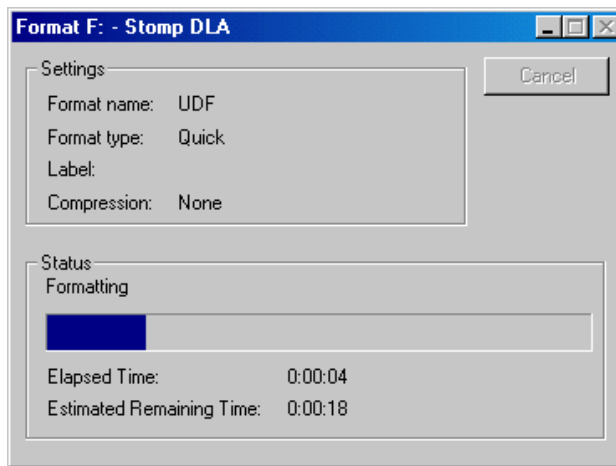 Format F: - Stomp DLA
Settings
Cancel
Format name: UDF
Format type: Quick
Label:
Compression: None
Status
Formatting
Elapsed Time: 0:00:04
Estimated Remaining Time: 0:00:18